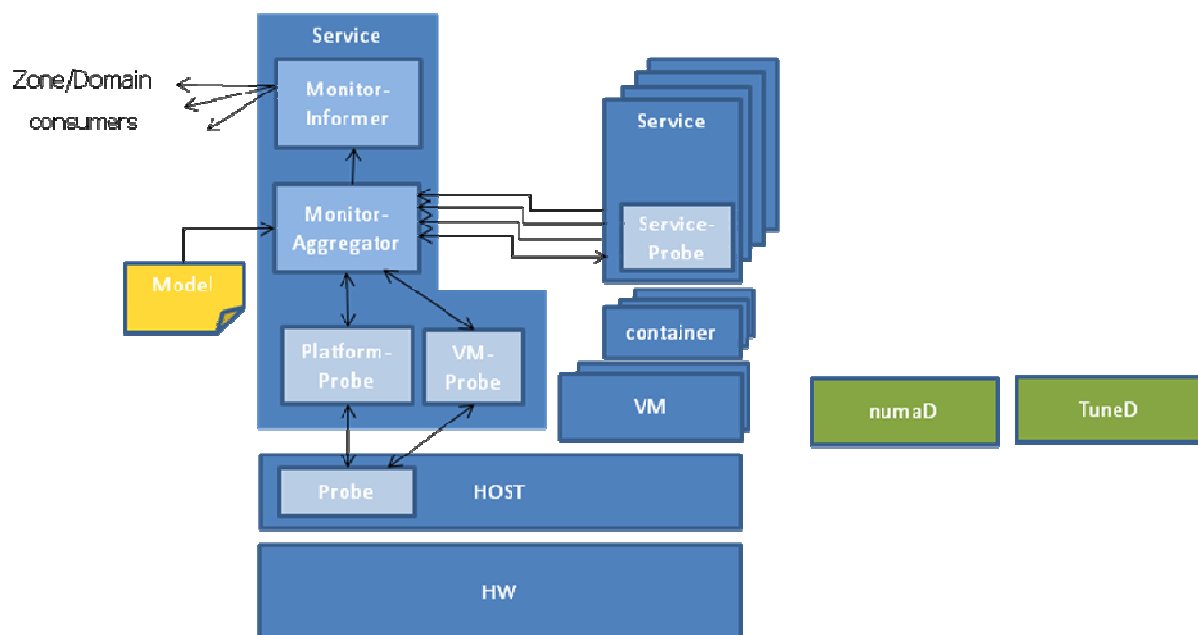 Service
Zone/Domain
consumers
Monitor-
Informer
Service
Monitor-
Aggregator
Service-
Probe
Model
Platform-
Probe
VM-
Probe
container
VM
numaD
TuneD
Probe
HOST
HW